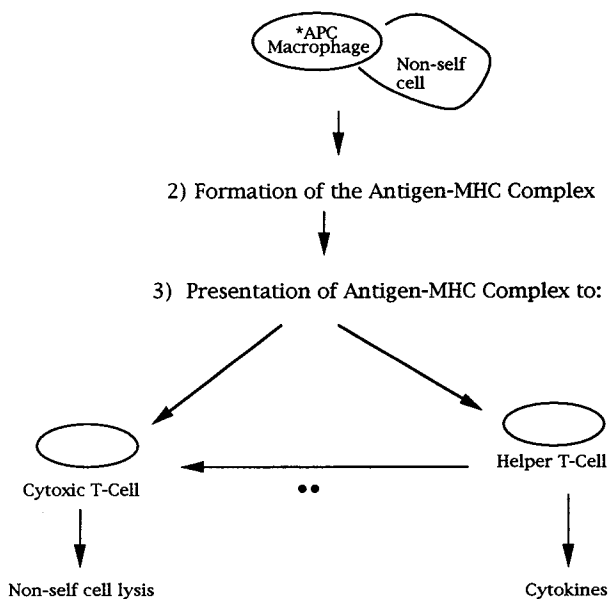 *APC
Macrophage
Non-self
cell
2) Formation of the Antigen-MHC Complex
3) Presentation of Antigen-MHC Complex to:
Cytoxic T-Cell
••
Helper T-Cell
Non-self cell lysis
Cytokines